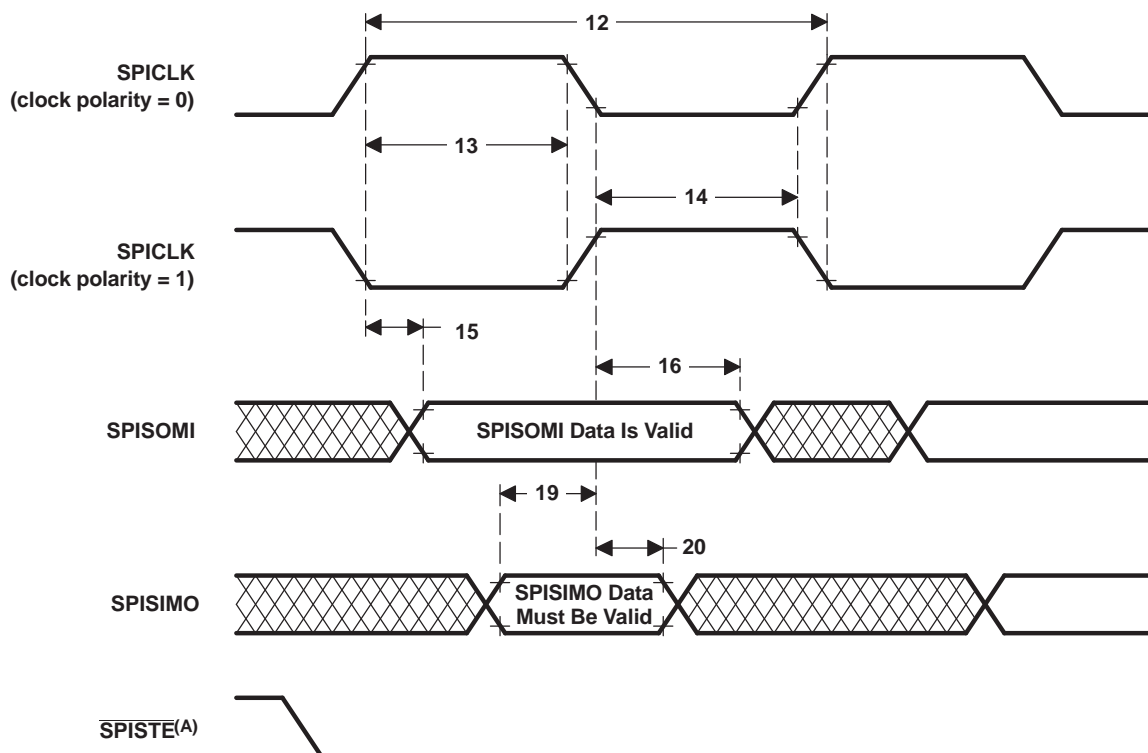 12
SPICLK
(clock polarity = 0)
13
14
SPICLK
(clock polarity = 1)
15
16
SPISOMI
SPISOMI Data Is Valid
19
20
SPISIMO
SPISIMO Data
Must Be Valid
SPISTE(A)